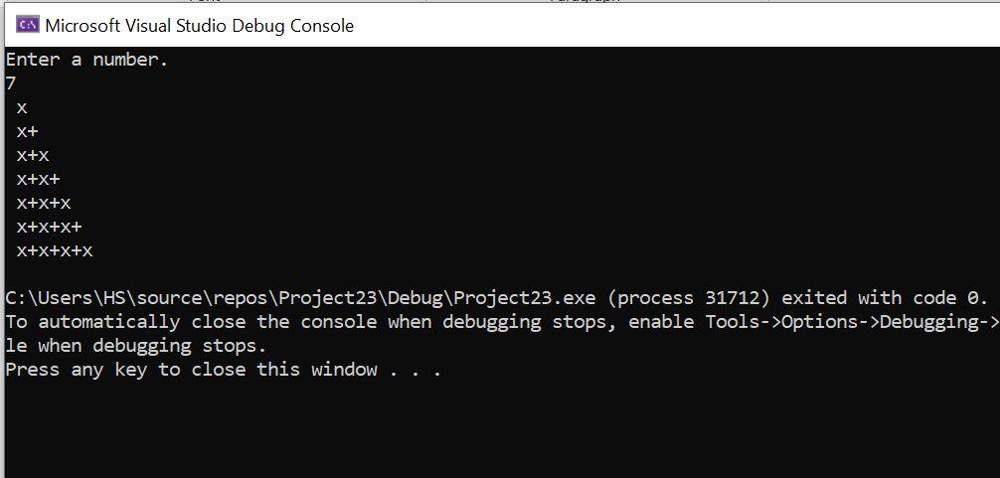 Microsoft Visual Studio Debug Console
Enter a number.
7
x
x+
x+x
x+x+
x+x+x
x+x+x+
x+x+x+x
C:\Users\HS\source\repos\Project23\Debug\Project23.exe (process 31712) exited with code 0.
To automatically close the console when debugging stops, enable Tools->Options->Debugging->
le when debugging stops.
Press any key to close this window . . .